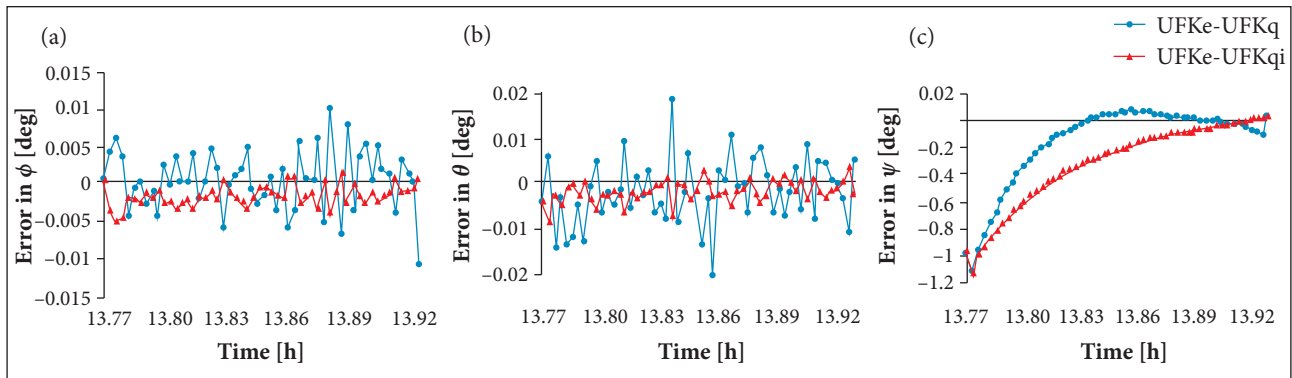 (a)
Error in ϕ [deg]
0.015
0.01
0.005
0
−0.005
−0.01
−0.015
13.77 13.80 13.83 13.86 13.89 13.92
Time [h]
(b)
Error in θ [deg]
0.02
0.01
0
−0.01
−0.02
13.77 13.80 13.83 13.86 13.89 13.92
Time [h]
(c)
UFKe-UFKq
UFKe-UFKqi
Error in ψ [deg]
0.02
0
−0.2
−0.4
−0.6
−0.8
−1
−1.2
13.77 13.80 13.83 13.86 13.89 13.92
Time [h]